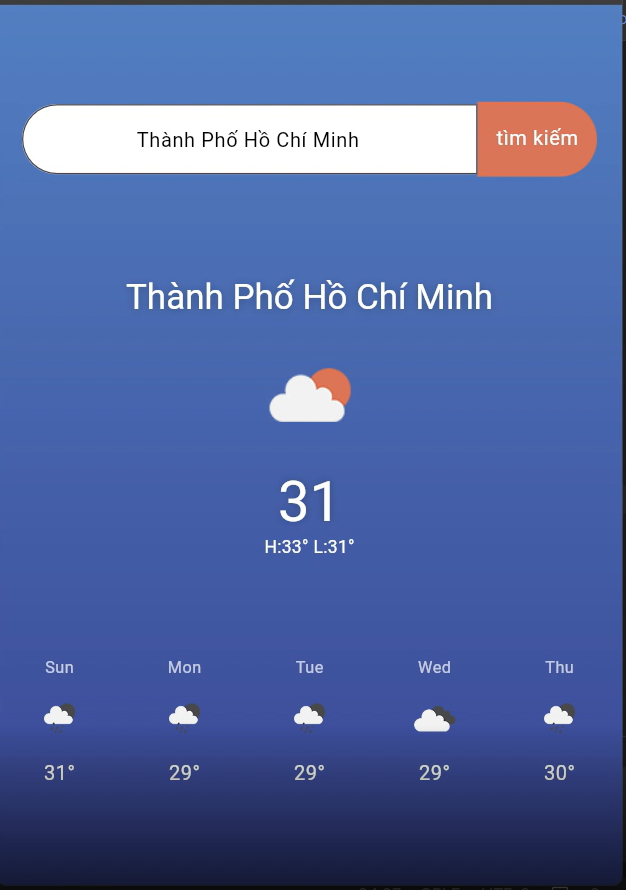 Thành Phố Hồ Chí Minh tìm kiếm
Thành Phố Hồ Chí Minh
31
H:33° L:31°
Sun Mon Tue Wed Thu
31° 29° 29° 29° 30°